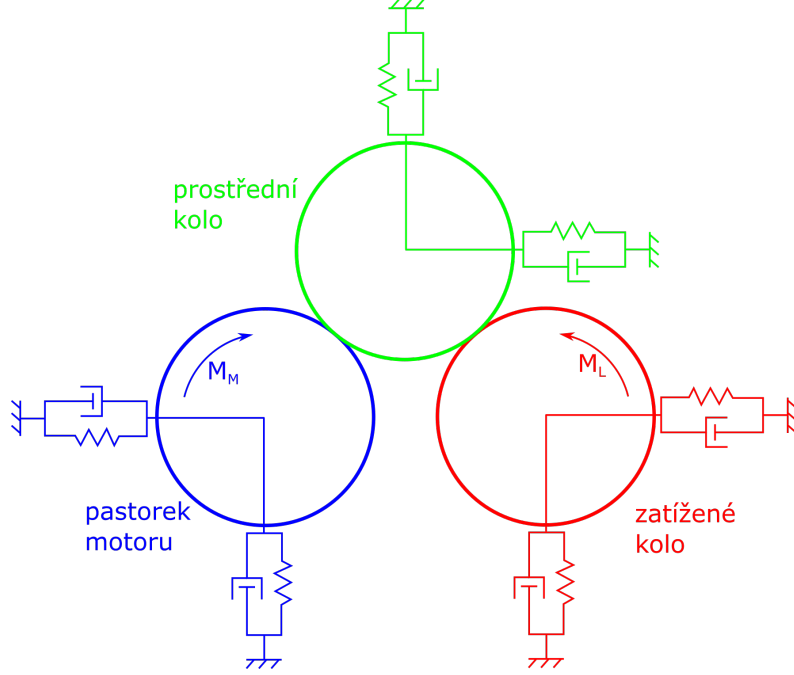 prostřední
kolo
M_M
M_L
pastorek
motoru
zatížené
kolo